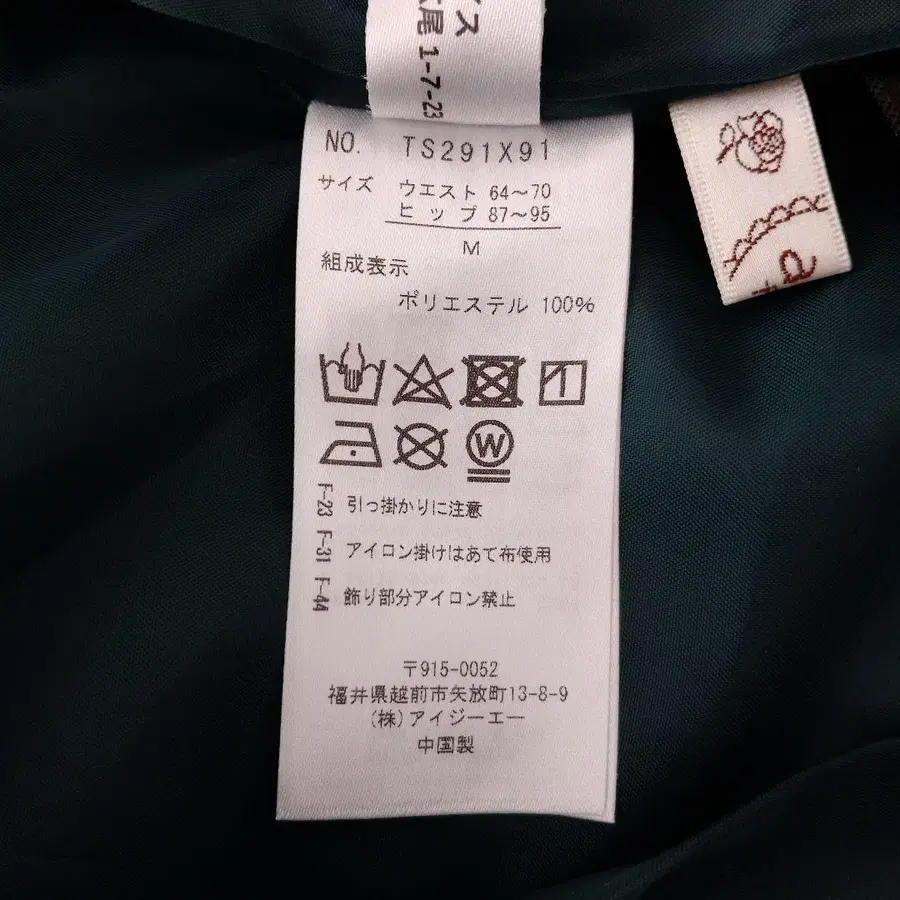 尾1-7-23
NO. TS291X91
サイズ ウエスト 64～70
ヒップ 87～95
M
組成表示
ポリエステル 100%
W
F-23 引っ掛かりに注意
F-31 アイロン掛けはあて布使用
F-44 飾り部分アイロン禁止
〒915-0052
福井県越前市矢放町13-8-9
(株)アイジーエー
中国製
a